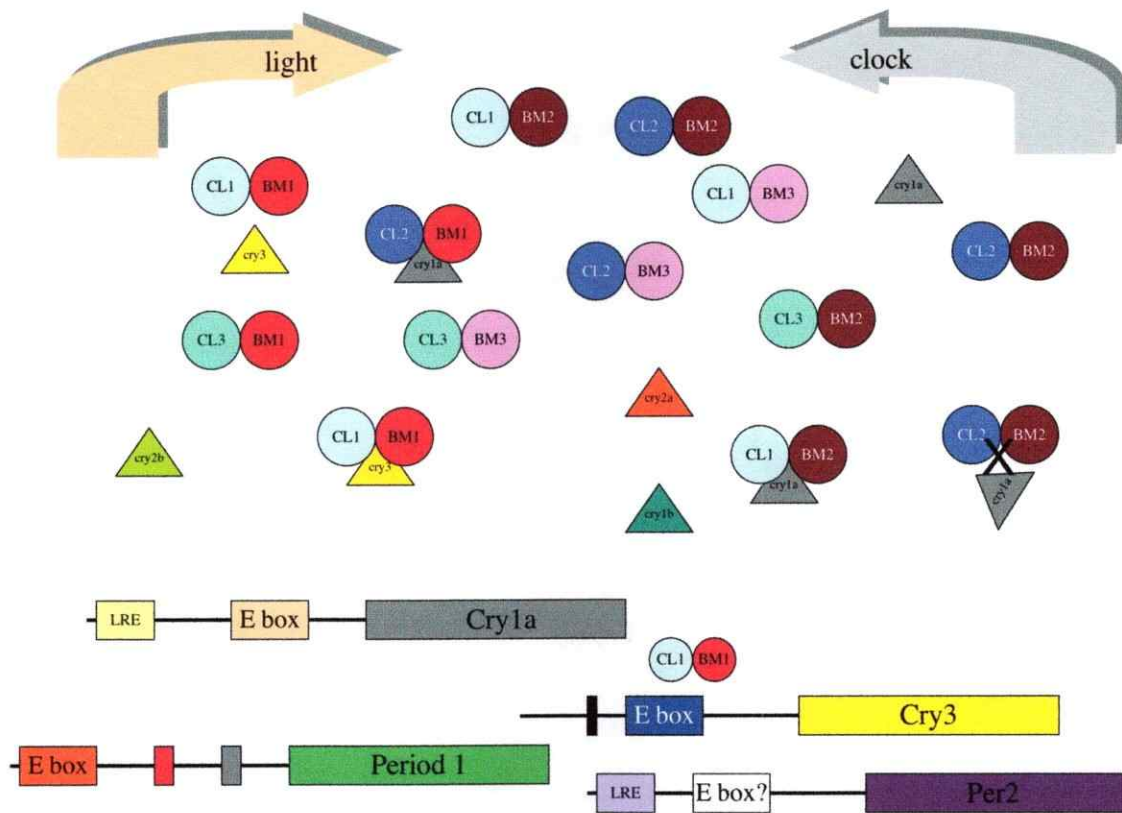 light
clock
CL1 BM2
CL2 BM2
CL1 BM1
CL1 BM3
cry1a
cry3
CL2 BM1
cry1a
CL2 BM3
CL2 BM2
CL3 BM1
CL3 BM3
CL3 BM2
cry2a
cry2b
CL1 BM1
cry3
CL1 BM2
cry1a
CL2 BM2
cry1a
cry1b
LRE E box Cry1a
CL1 BM1
E box Cry3
E box Period 1
LRE E box? Per2